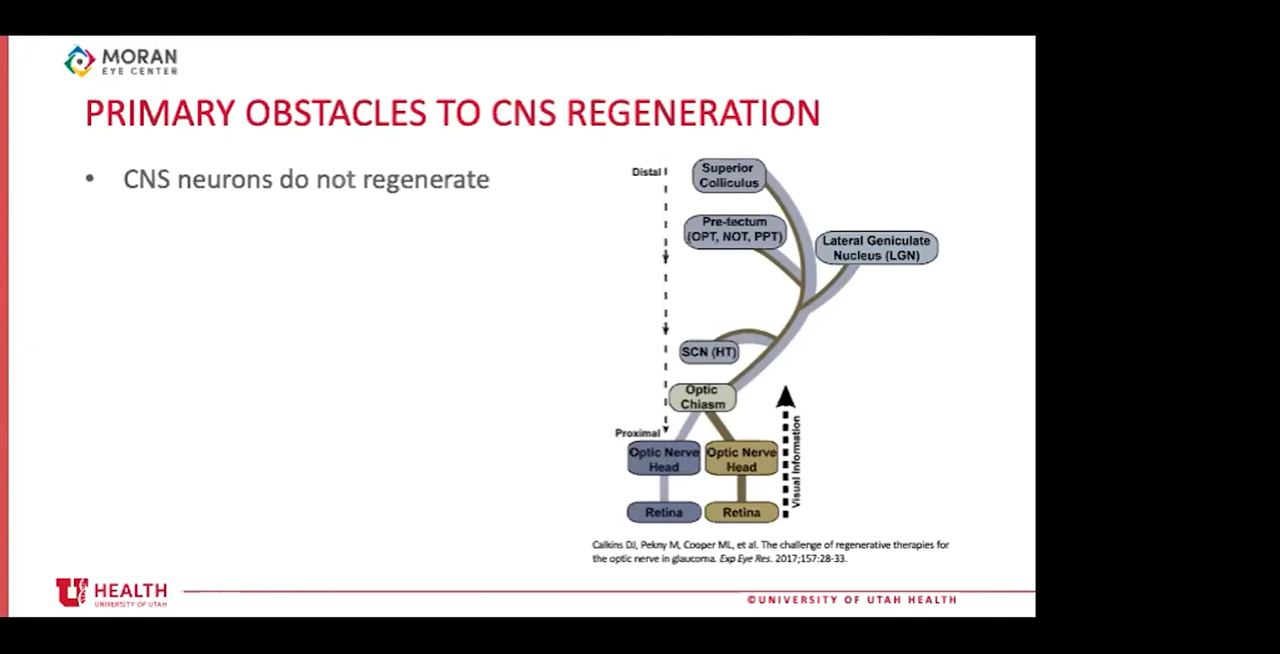 MORAN
EYE CENTER
PRIMARY OBSTACLES TO CNS REGENERATION
• CNS neurons do not regenerate
Distal
Superior
Colliculus
Pre-tectum
(OPT, NOT, PPT)
Lateral Geniculate
Nucleus (LGN)
SCN (HT)
Optic
Chiasm
Proximal
Optic Nerve
Head
Optic Nerve
Head
Visual Information
Retina
Retina
Calkins DJ, Pekny M, Cooper ML, et al. The challenge of regenerative therapies for
the optic nerve in glaucoma. Exp Eye Res. 2017;157:28-33.
U HEALTH
UNIVERSITY OF UTAH
©UNIVERSITY OF UTAH HEALTH